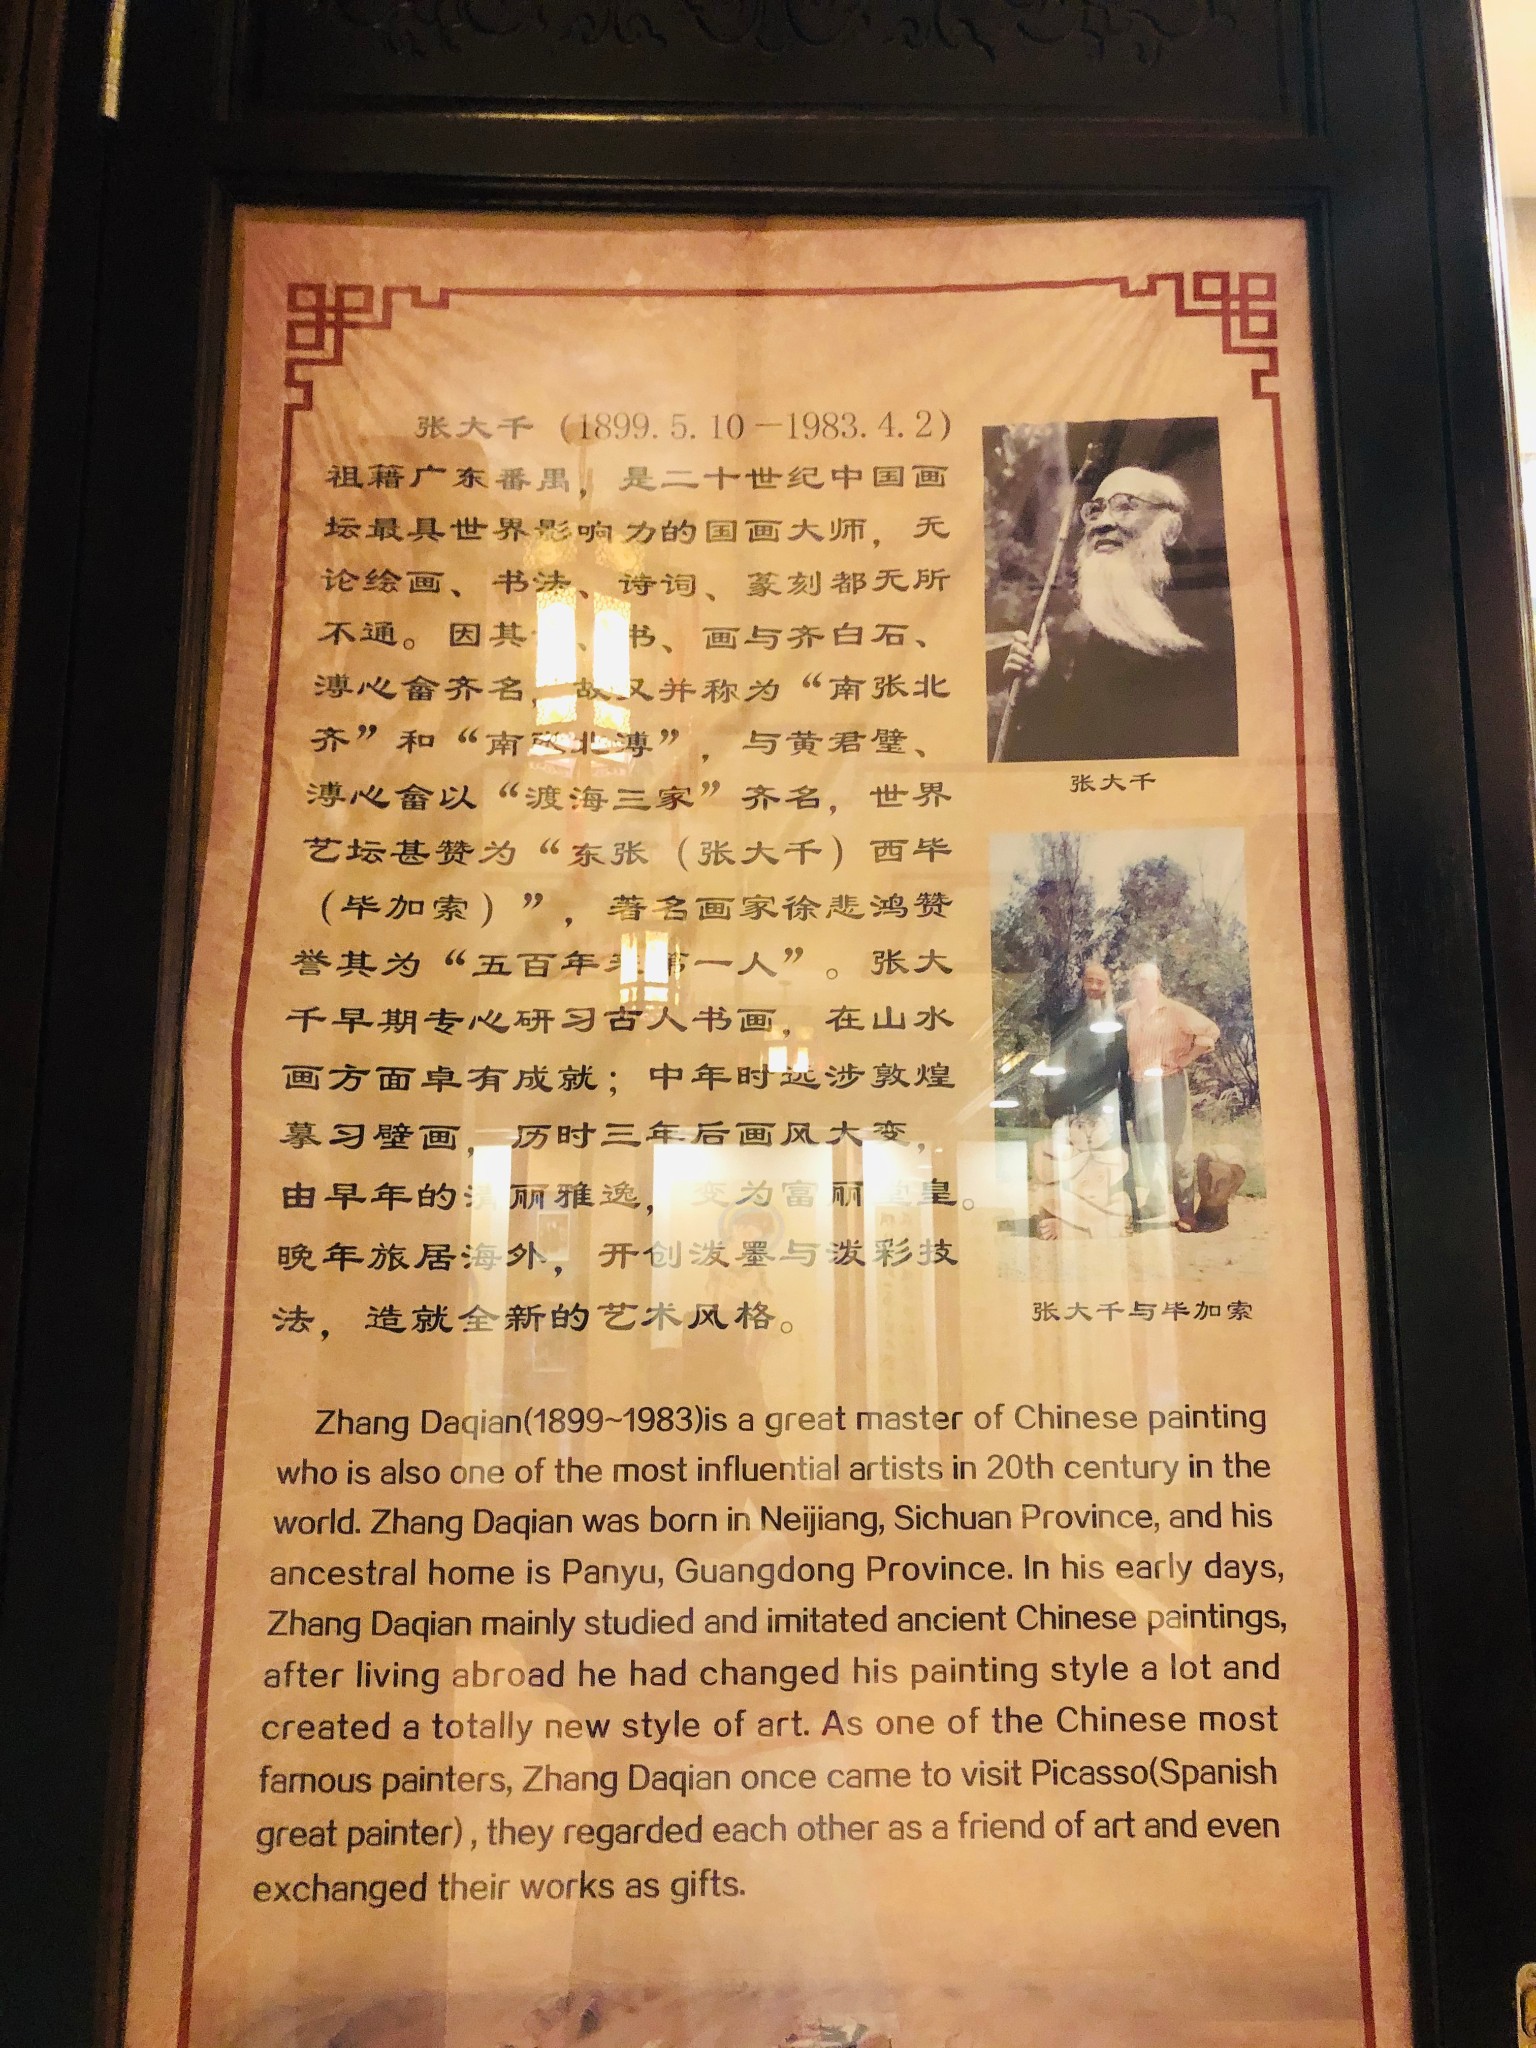 张大千（1899.5.10—1983.4.2）
祖藉广东番禺，是二十世纪中国画
坛最具世界影响力的国画大师，无
论绘画、书法、诗词、篆刻都无所
不通。因其、书、画与齐白石、
溥心畲齐名，故又并称为“南张北
齐”和“南张北溥”，与黄君璧、
溥心畲以“渡海三家”齐名，世界
艺坛甚赞为“东张（张大千）西毕
（毕加索）”，著名画家徐悲鸿赞
誉其为“五百年来第一人”。张大
千早期专心研习古人书画，在山水
画方面卓有成就；中年时远涉敦煌
摹习壁画，历时三年后画风大变，
由早年的清丽雅逸，变为富丽堂皇。
晚年旅居海外，开创泼墨与泼彩技
法，造就全新的艺术风格。
张大千
张大千与毕加索
Zhang Daqian(1899~1983)is a great master of Chinese painting
who is also one of the most influential artists in 20th century in the
world. Zhang Daqian was born in Neijiang, Sichuan Province, and his
ancestral home is Panyu, Guangdong Province. In his early days,
Zhang Daqian mainly studied and imitated ancient Chinese paintings,
after living abroad he had changed his painting style a lot and
created a totally new style of art. As one of the Chinese most
famous painters, Zhang Daqian once came to visit Picasso(Spanish
great painter), they regarded each other as a friend of art and even
exchanged their works as gifts.